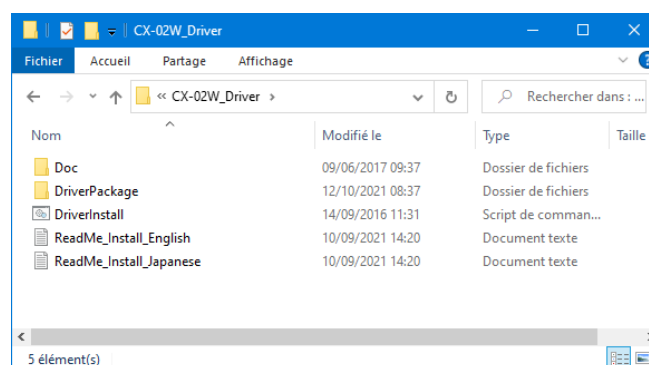 CX-02W_Driver
Fichier Accueil Partage Affichage
« CX-02W_Driver › Rechercher dans : ...
Nom Modifié le Type Taille
Doc 09/06/2017 09:37 Dossier de fichiers
DriverPackage 12/10/2021 08:37 Dossier de fichiers
DriverInstall 14/09/2016 11:31 Script de comman...
ReadMe_Install_English 10/09/2021 14:20 Document texte
ReadMe_Install_Japanese 10/09/2021 14:20 Document texte
5 élément(s)